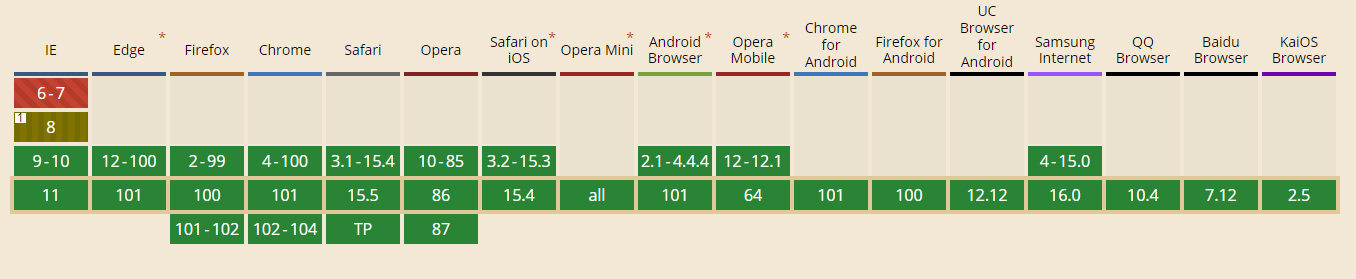 IE Edge * Firefox Chrome Safari Opera Safari on iOS * Opera Mini * Android Browser * Opera Mobile * Chrome for Android Firefox for Android UC Browser for Android Samsung Internet QQ Browser Baidu Browser KaiOS Browser
6-7
1 8
9-10 12-100 2-99 4-100 3.1-15.4 10-85 3.2-15.3 2.1-4.4.4 12-12.1 4-15.0
11 101 100 101 15.5 86 15.4 all 101 64 101 100 12.12 16.0 10.4 7.12 2.5
101-102 102-104 TP 87